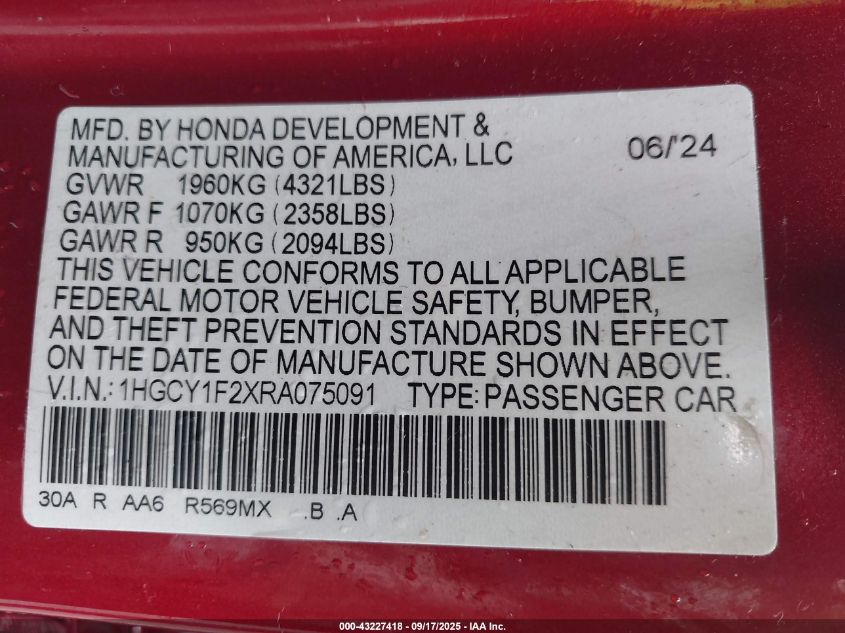 MFD. BY HONDA DEVELOPMENT &
MANUFACTURING OF AMERICA, LLC 06/'24
GVWR 1960KG (4321LBS)
GAWR F 1070KG (2358LBS)
GAWR R 950KG (2094LBS)
THIS VEHICLE CONFORMS TO ALL APPLICABLE
FEDERAL MOTOR VEHICLE SAFETY, BUMPER,
AND THEFT PREVENTION STANDARDS IN EFFECT
ON THE DATE OF MANUFACTURE SHOWN ABOVE.
V.I.N.: 1HGCY1F2XRA075091 TYPE: PASSENGER CAR
30A R AA6 R569MX .B .A
000-43227418 - 09/17/2025 - IAA Inc.